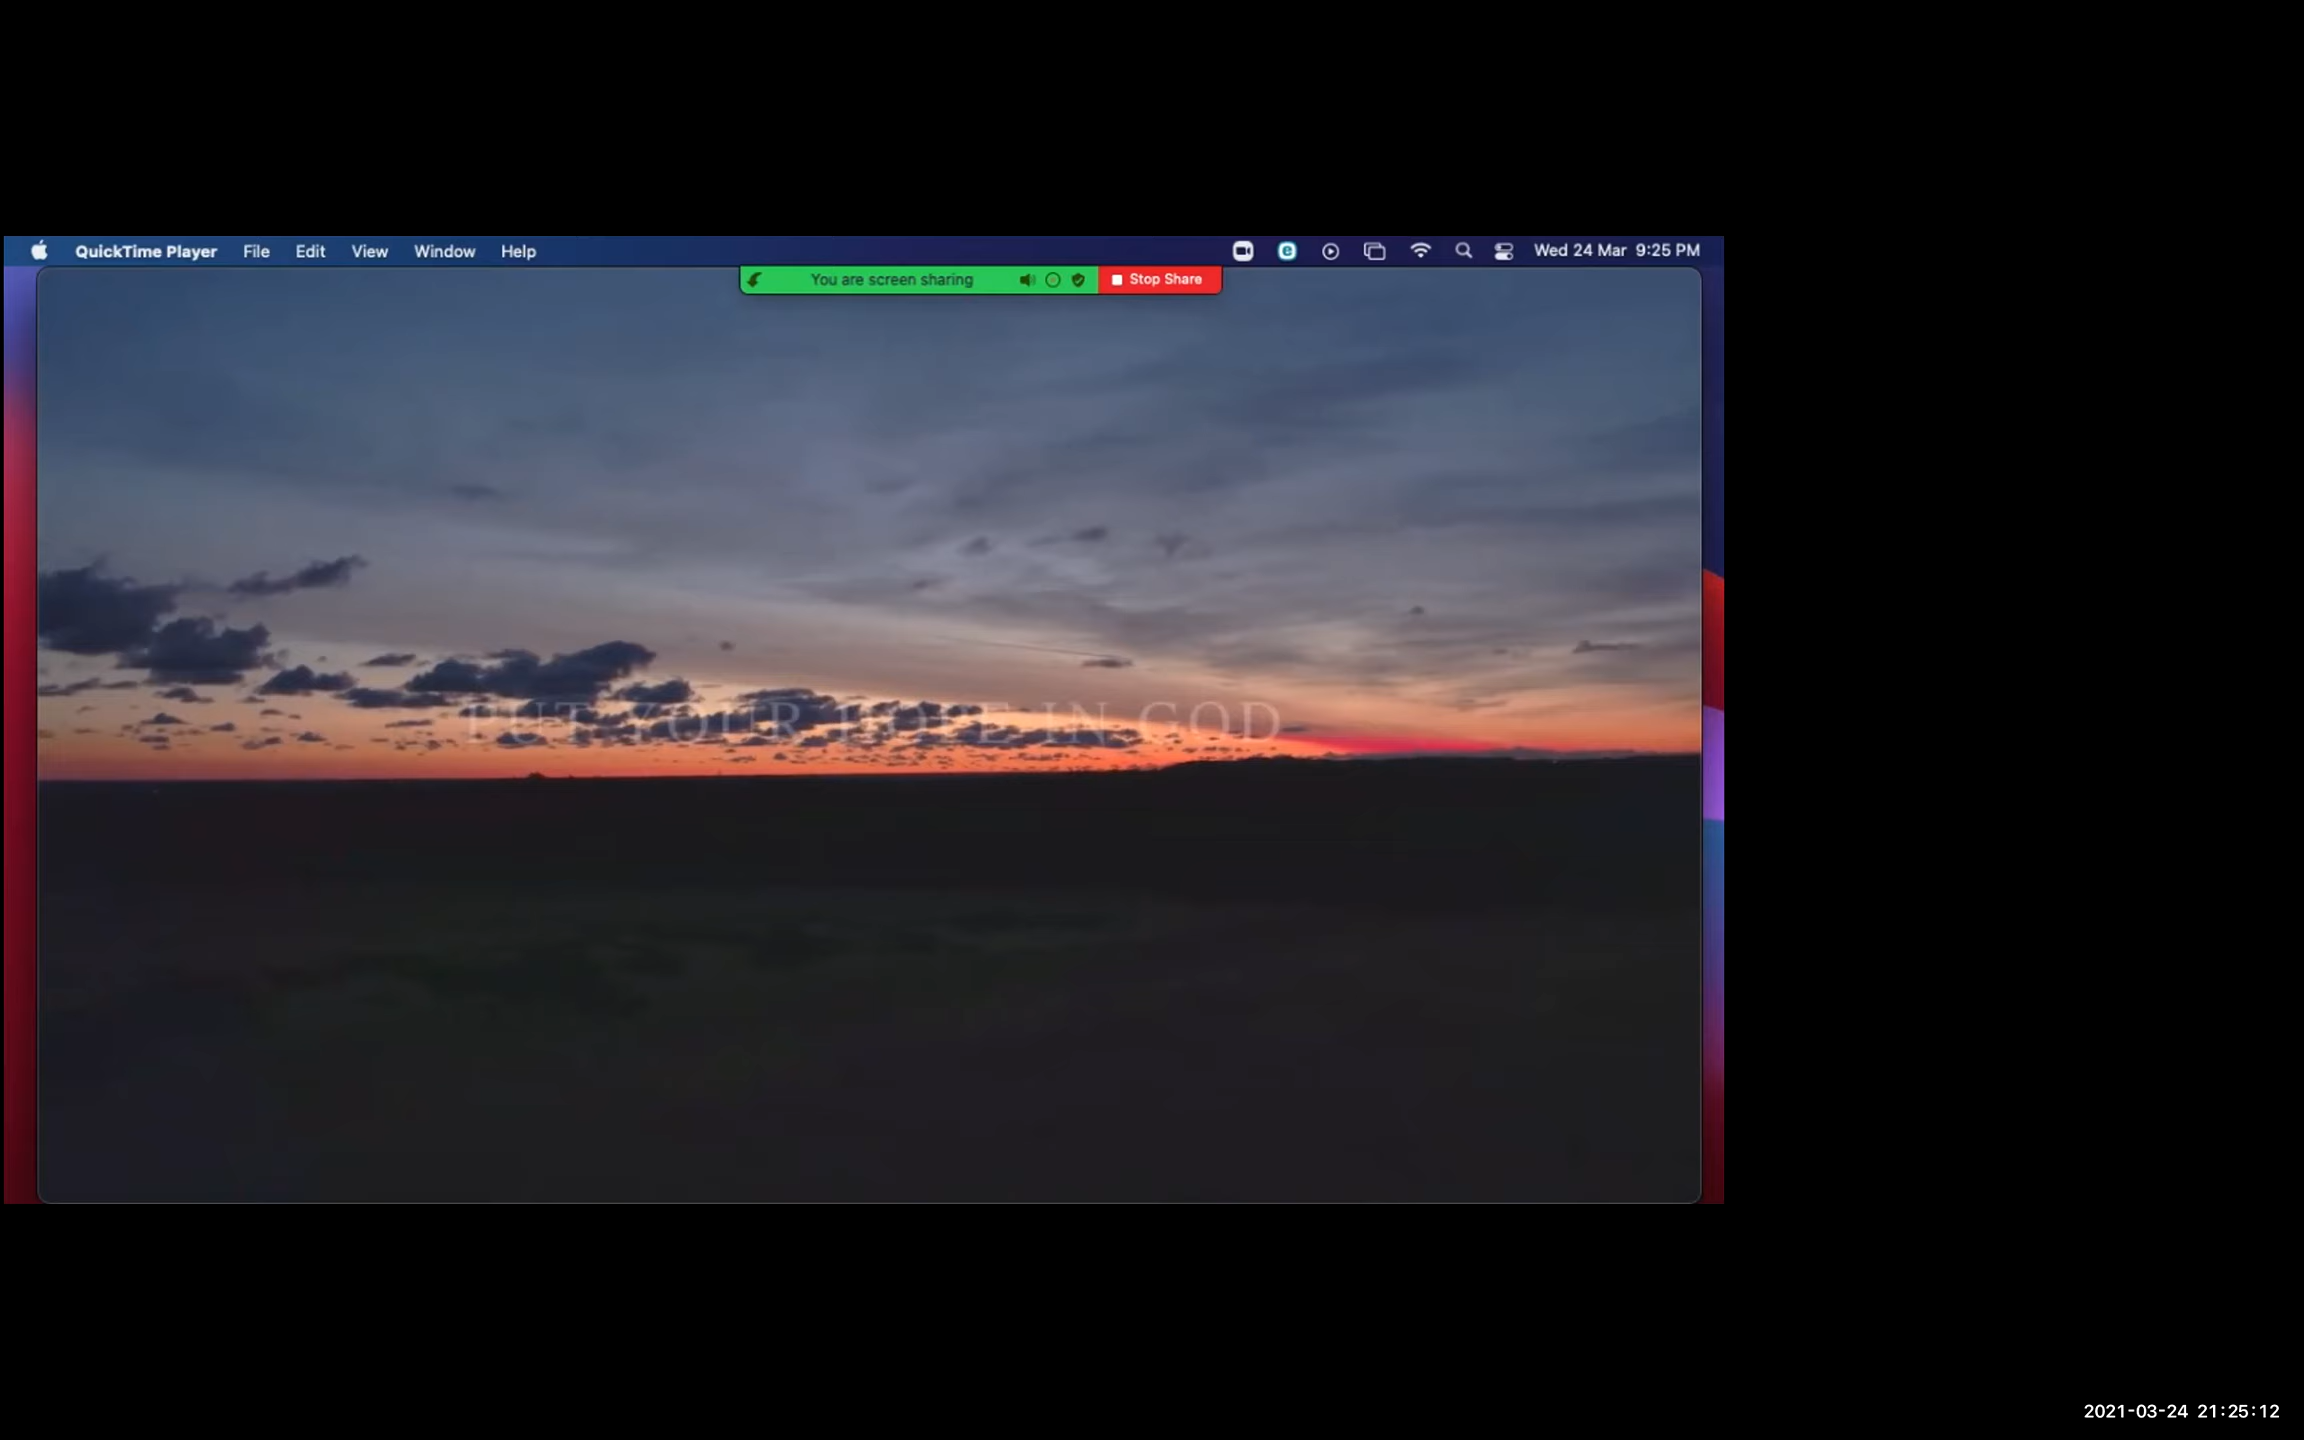 QuickTime Player File Edit View Window Help Wed 24 Mar 9:25 PM
You are screen sharing Stop Share
PUT YOUR HOPE IN GOD
2021-03-24 21:25:12